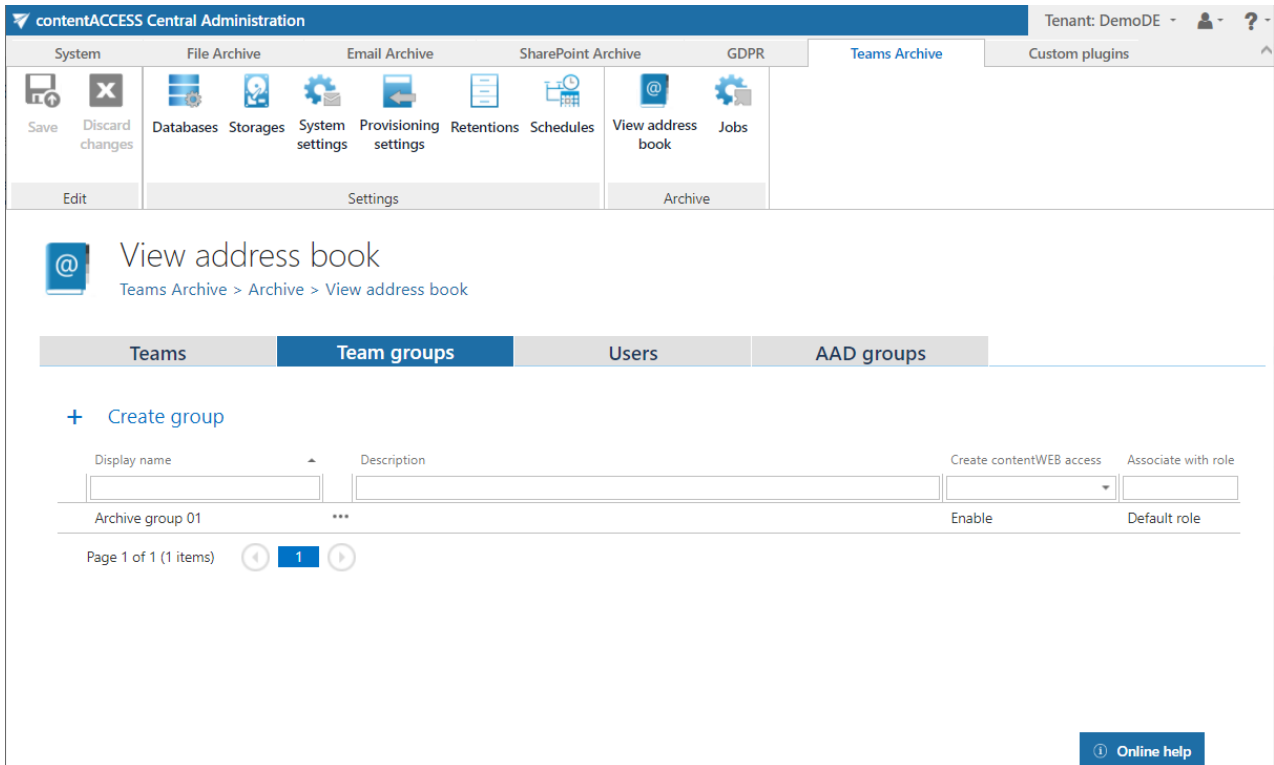 contentACCESS Central Administration
Tenant: DemoDE
?
System File Archive Email Archive SharePoint Archive GDPR Teams Archive Custom plugins
Save
Discard changes
Databases
Storages
System settings
Provisioning settings
Retentions
Schedules
View address book
Jobs
Edit Settings Archive
@
View address book
Teams Archive > Archive > View address book
Teams Team groups Users AAD groups
+ Create group
Display name Description Create contentWEB access Associate with role
Archive group 01 ••• Enable Default role
Page 1 of 1 (1 items) 1
Online help